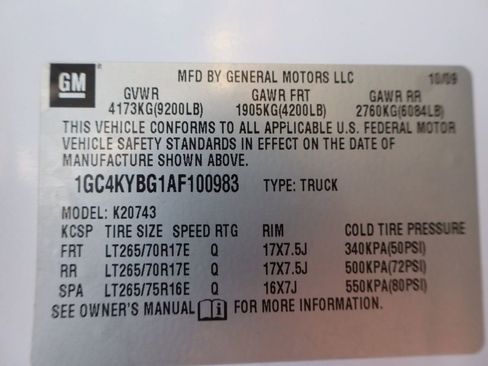 GM® MFD BY GENERAL MOTORS LLC 10/09
GVWR GAWR FRT GAWR RR
4173KG(9200LB) 1905KG(4200LB) 2760KG(6084LB)
THIS VEHICLE CONFORMS TO ALL APPLICABLE U.S. FEDERAL MOTOR
VEHICLE SAFETY STANDARDS IN EFFECT ON THE DATE OF
MANUFACTURE SHOWN ABOVE.
1GC4KYBG1AF100983 TYPE: TRUCK
MODEL: K20743
KCSP TIRE SIZE SPEED RTG RIM COLD TIRE PRESSURE
FRT LT265/70R17E Q 17X7.5J 340KPA(50PSI)
RR LT265/70R17E Q 17X7.5J 500KPA(72PSI)
SPA LT265/75R16E Q 16X7J 550KPA(80PSI)
SEE OWNER'S MANUAL i FOR MORE INFORMATION.